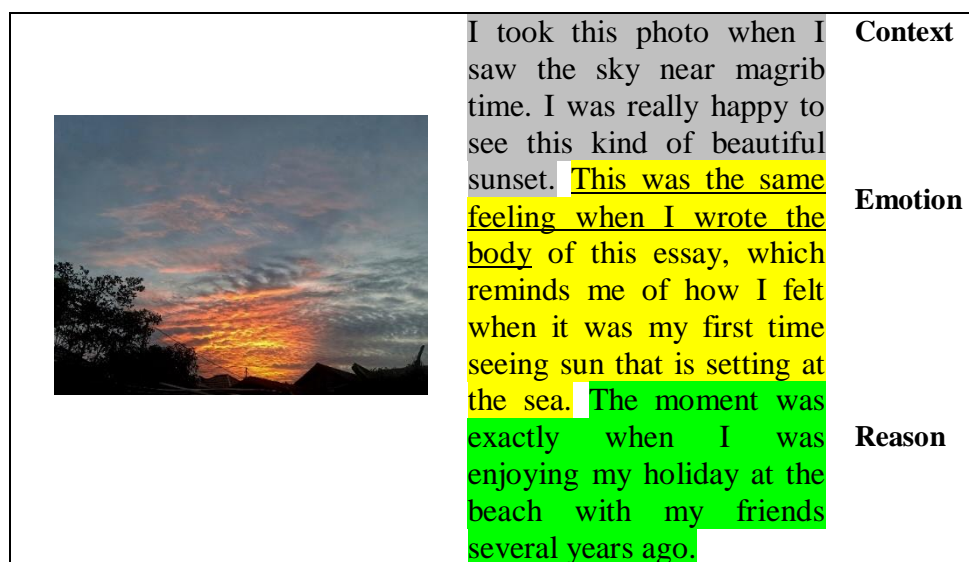 I took this photo when I
saw the sky near magrib
time. I was really happy to
see this kind of beautiful
sunset. This was the same
feeling when I wrote the
body of this essay, which
reminds me of how I felt
when it was my first time
seeing sun that is setting at
the sea. The moment was
exactly when I was
enjoying my holiday at the
beach with my friends
several years ago.
Context
Emotion
Reason